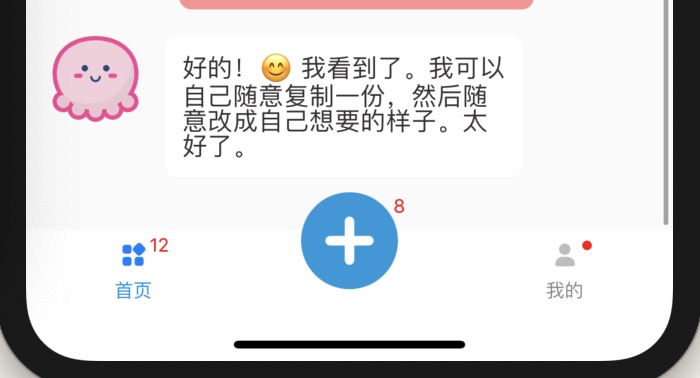 好的！😊 我看到了。我可以
自己随意复制一份，然后随
意改成自己想要的样子。太
好了。
8
12
首页
我的